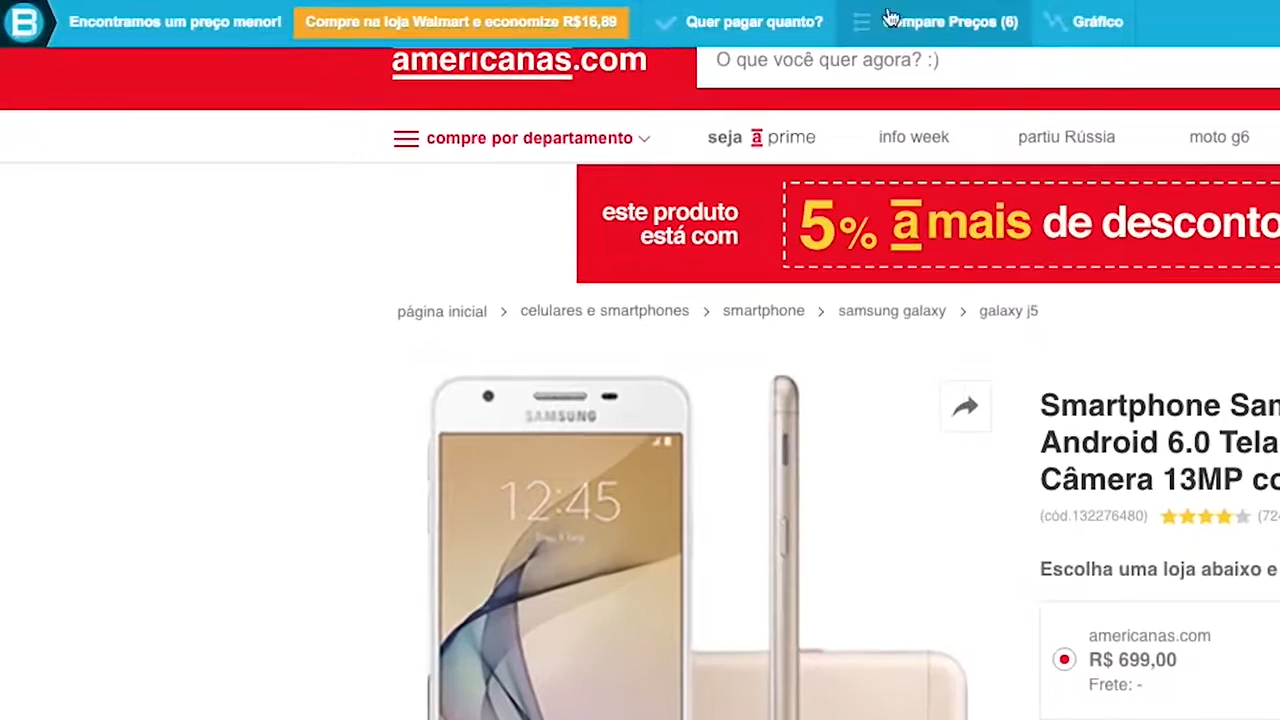 B
Encontramos um preço menor!
Compre na loja Walmart e economize R$16,89
Quer pagar quanto?
mpare Preços (6)
Gráfico
americanas.com
O que você quer agora? :)
compre por departamento
seja a prime
info week
partiu Rússia
moto g6
este produto
está com
5% a mais de desconto
página inicial
celulares e smartphones
smartphone
samsung galaxy
galaxy j5
SAMSUNG
12:45
Smartphone Sam
Android 6.0 Tela
Câmera 13MP co
(cód.132276480)
(724
Escolha uma loja abaixo e
americanas.com
R$ 699,00
Frete: -